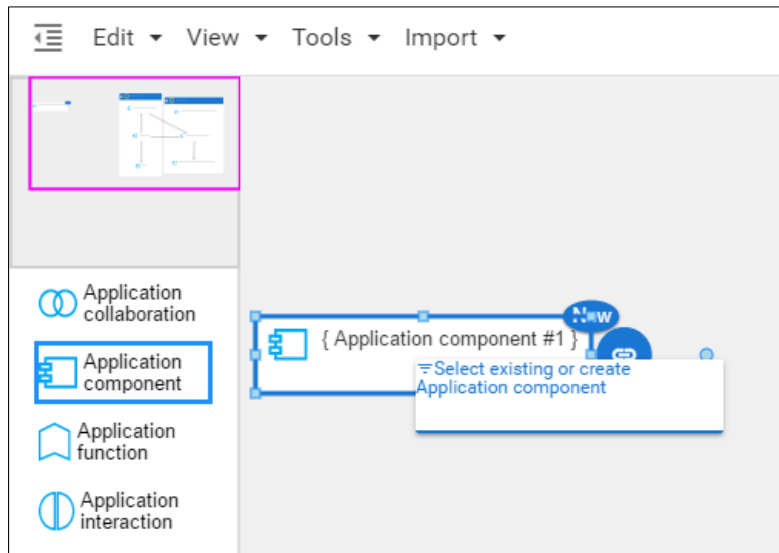 Edit View Tools Import
Application
collaboration
Application
component
Application
function
Application
interaction
New
{ Application component #1 }
Select existing or create
Application component